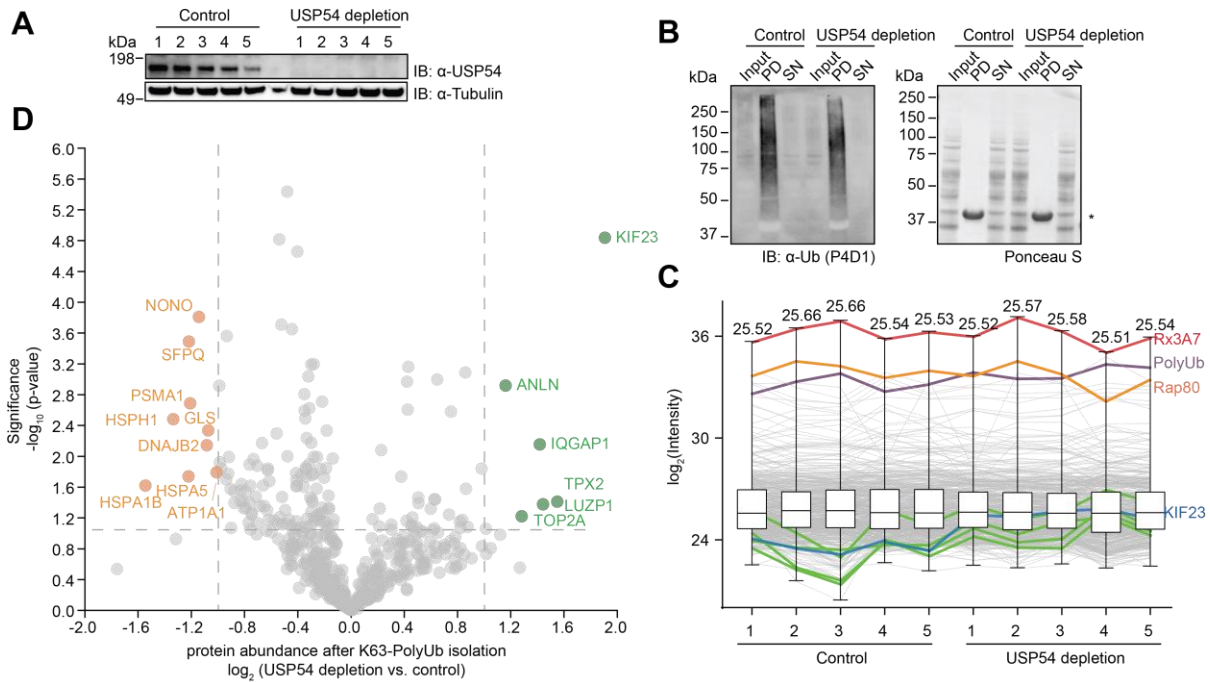 A
Control
USP54 depletion
1 2 3 4 5 1 2 3 4 5
kDa
198
IB: α-USP54
49
IB: α-Tubulin
B
Control USP54 depletion
Input PD SN Input PD SN
kDa
250
150
100
75
50
37
IB: α-Ub (P4D1)
Control USP54 depletion
Input PD SN Input PD SN
kDa
250
150
100
75
50
37
*
Ponceau S
C
36
30
24
log2(Intensity)
25.52 25.66 25.66 25.54 25.53 25.52 25.57 25.58 25.51 25.54
Rx3A7
PolyUb
Rap80
KIF23
1 2 3 4 5 1 2 3 4 5
Control
USP54 depletion
D
6.0
5.6
5.2
4.8
4.4
4.0
3.6
3.2
2.8
2.4
2.0
1.6
1.2
0.8
0.4
0.0
Significance
-log10 (p-value)
KIF23
NONO
SFPQ
ANLN
PSMA1
HSPH1
GLS
DNAJB2
IQGAP1
HSPA5
HSPA1B
ATP1A1
TPX2
LUZP1
TOP2A
-2.0 -1.6 -1.2 -0.8 -0.4 0.0 0.4 0.8 1.2 1.6 2.0
protein abundance after K63-PolyUb isolation
log2 (USP54 depletion vs. control)